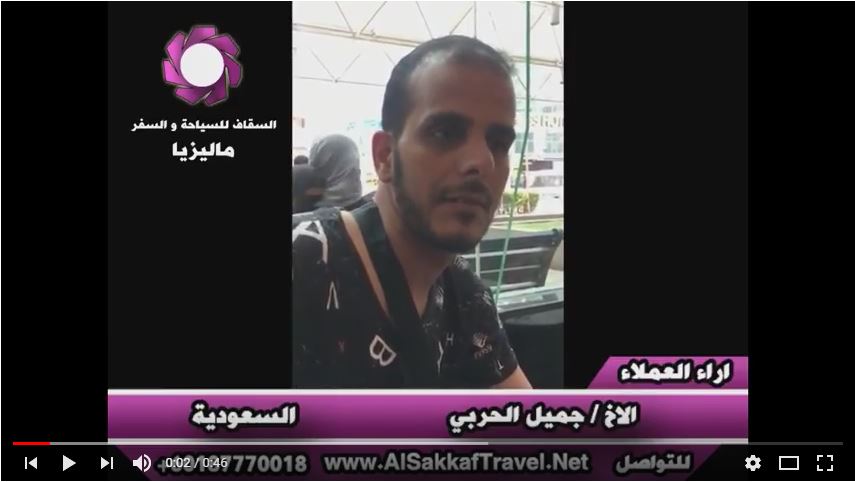 السقاف للسياحة و السفر
ماليزيا
اراء العملاء
الاخ / جميل الحربي
السعودية
للتواصل www.AlSakkafTravel.Net
0:02 / 0:46